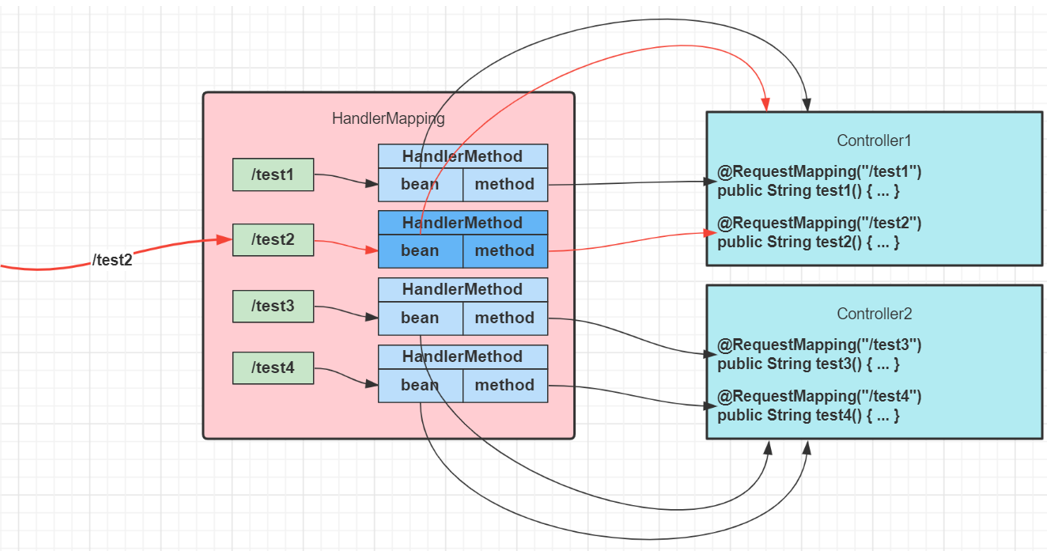 /test2
HandlerMapping
/test1
HandlerMethod
bean method
/test2
HandlerMethod
bean method
/test3
HandlerMethod
bean method
/test4
HandlerMethod
bean method
Controller1
@RequestMapping("/test1")
public String test1() { ... }
@RequestMapping("/test2")
public String test2() { ... }
Controller2
@RequestMapping("/test3")
public String test3() { ... }
@RequestMapping("/test4")
public String test4() { ... }